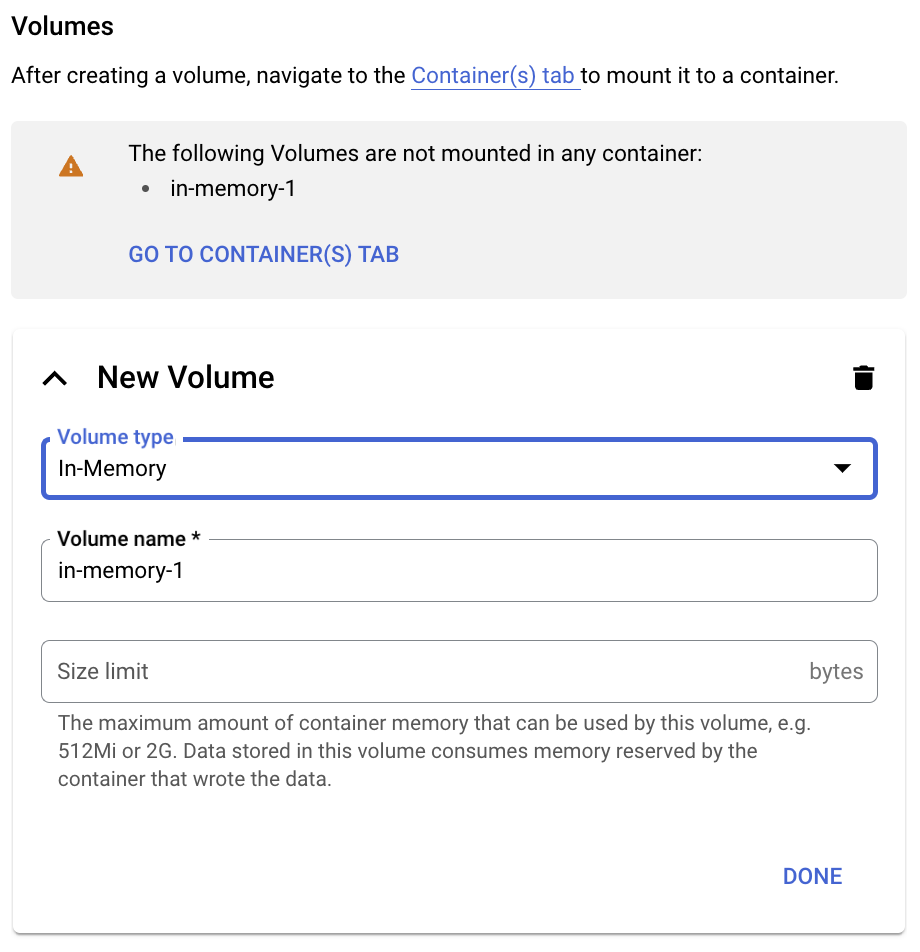 Volumes
After creating a volume, navigate to the Container(s) tab to mount it to a container.
The following Volumes are not mounted in any container:
• in-memory-1
GO TO CONTAINER(S) TAB
New Volume
Volume type
In-Memory
Volume name *
in-memory-1
Size limit bytes
The maximum amount of container memory that can be used by this volume, e.g.
512Mi or 2G. Data stored in this volume consumes memory reserved by the
container that wrote the data.
DONE